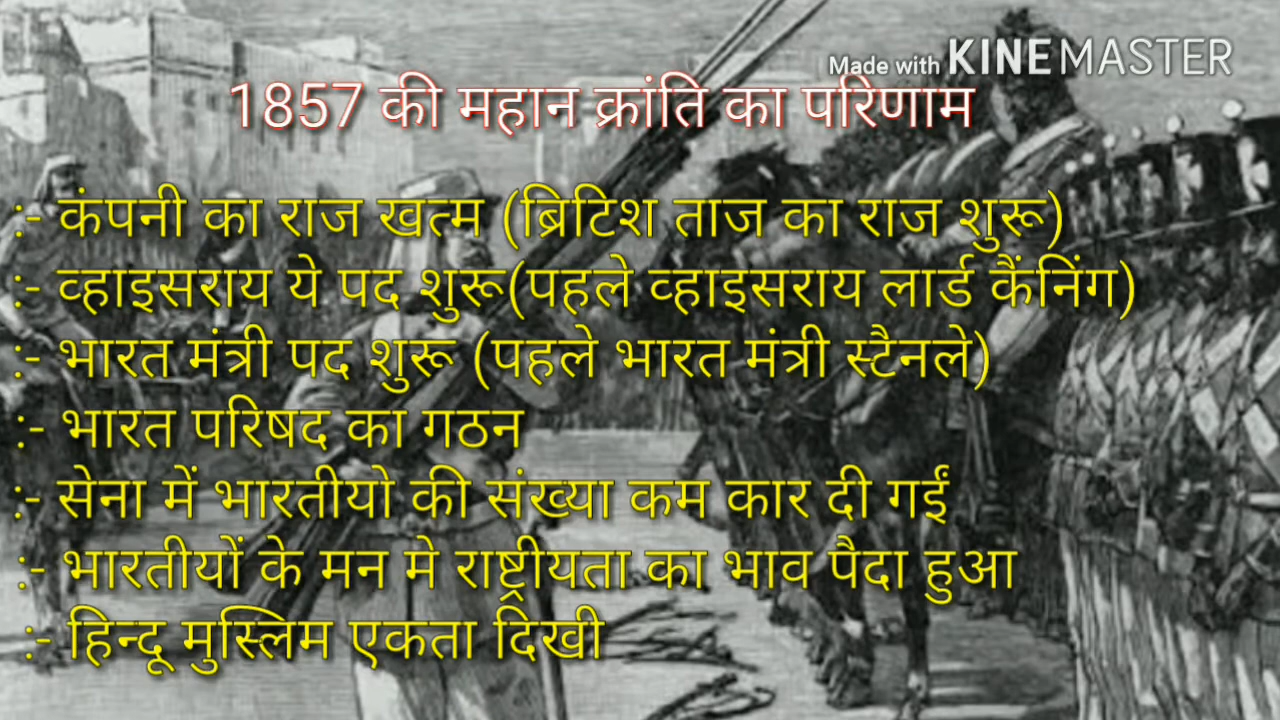 Made with KINEMASTER
1857 की महान क्रांति का परिणाम
:- कंपनी का राज खत्म (ब्रिटिश ताज का राज शुरू)
:- व्हाइसराय ये पद शुरू(पहले व्हाइसराय लार्ड कैंनिंग)
:- भारत मंत्री पद शुरू (पहले भारत मंत्री स्टैनले)
:- भारत परिषद का गठन
:- सेना में भारतीयो की संख्या कम कार दी गईं
:- भारतीयों के मन मे राष्ट्रीयता का भाव पैदा हुआ
:- हिन्दू मुस्लिम एकता दिखी